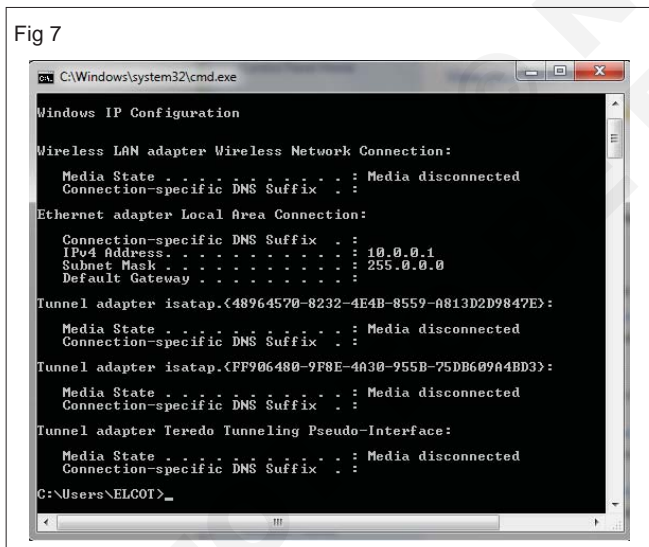 Fig 7
C:\Windows\system32\cmd.exe
Windows IP Configuration
Wireless LAN adapter Wireless Network Connection:
Media State . . . . . . . . . . . : Media disconnected
Connection-specific DNS Suffix . :
Ethernet adapter Local Area Connection:
Connection-specific DNS Suffix . :
IPv4 Address. . . . . . . . . . . : 10.0.0.1
Subnet Mask . . . . . . . . . . . : 255.0.0.0
Default Gateway . . . . . . . . . :
Tunnel adapter isatap.{48964570-8232-4E4B-8559-A813D2D9847E}:
Media State . . . . . . . . . . . : Media disconnected
Connection-specific DNS Suffix . :
Tunnel adapter isatap.{FF906480-9F8E-4A30-955B-75DB609A4BD3}:
Media State . . . . . . . . . . . : Media disconnected
Connection-specific DNS Suffix . :
Tunnel adapter Teredo Tunneling Pseudo-Interface:
Media State . . . . . . . . . . . : Media disconnected
Connection-specific DNS Suffix . :
C:\Users\ELCOT>_